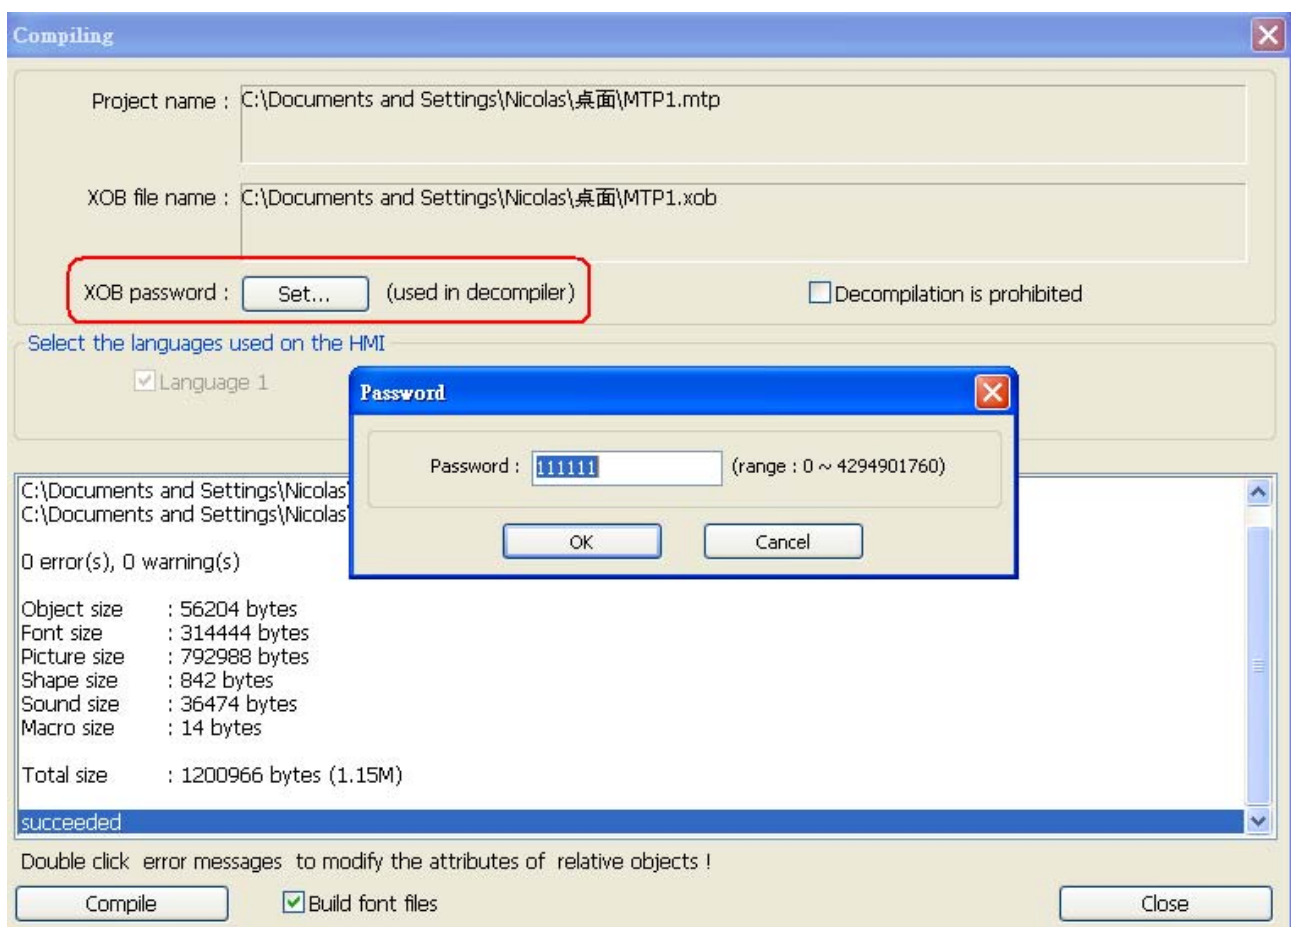 Compiling
Project name : C:\Documents and Settings\Nicolas\桌面\MTP1.mtp
XOB file name : C:\Documents and Settings\Nicolas\桌面\MTP1.xob
XOB password : Set... (used in decompiler) Decompilation is prohibited
Select the languages used on the HMI
Language 1
Password
Password : 111111 (range : 0 ~ 4294901760)
OK Cancel
C:\Documents and Settings\Nicolas\
C:\Documents and Settings\Nicolas\
0 error(s), 0 warning(s)
Object size : 56204 bytes
Font size : 314444 bytes
Picture size : 792988 bytes
Shape size : 842 bytes
Sound size : 36474 bytes
Macro size : 14 bytes
Total size : 1200966 bytes (1.15M)
succeeded
Double click error messages to modify the attributes of relative objects !
Compile Build font files Close